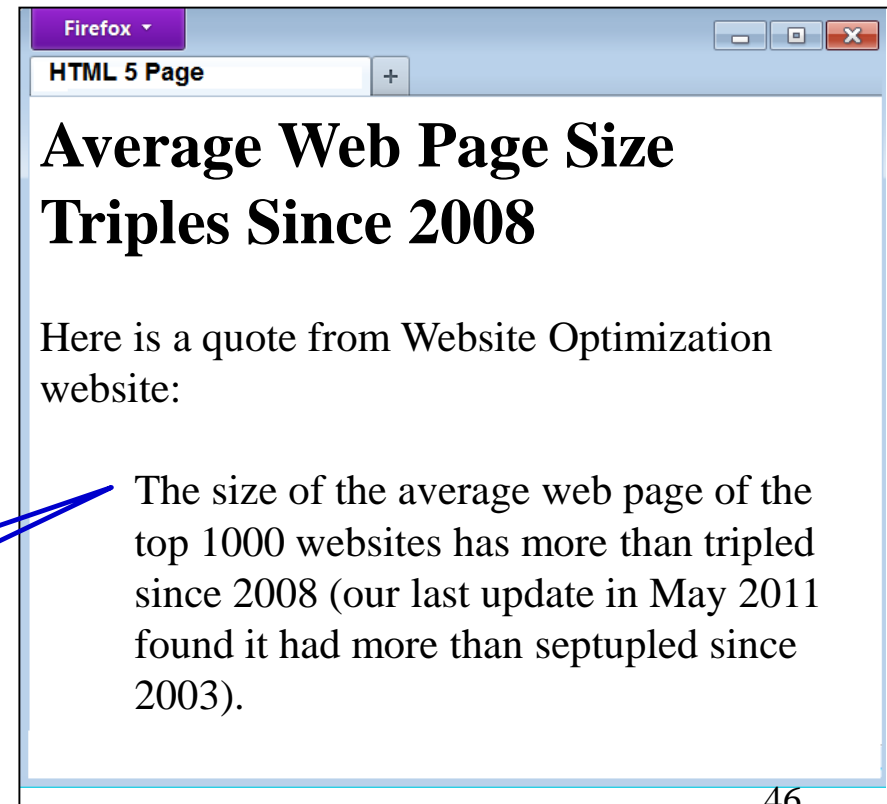 Firefox
HTML 5 Page
+
Average Web Page Size
Triples Since 2008
Here is a quote from Website Optimization
website:
The size of the average web page of the
top 1000 websites has more than tripled
since 2008 (our last update in May 2011
found it had more than septupled since
2003).
46